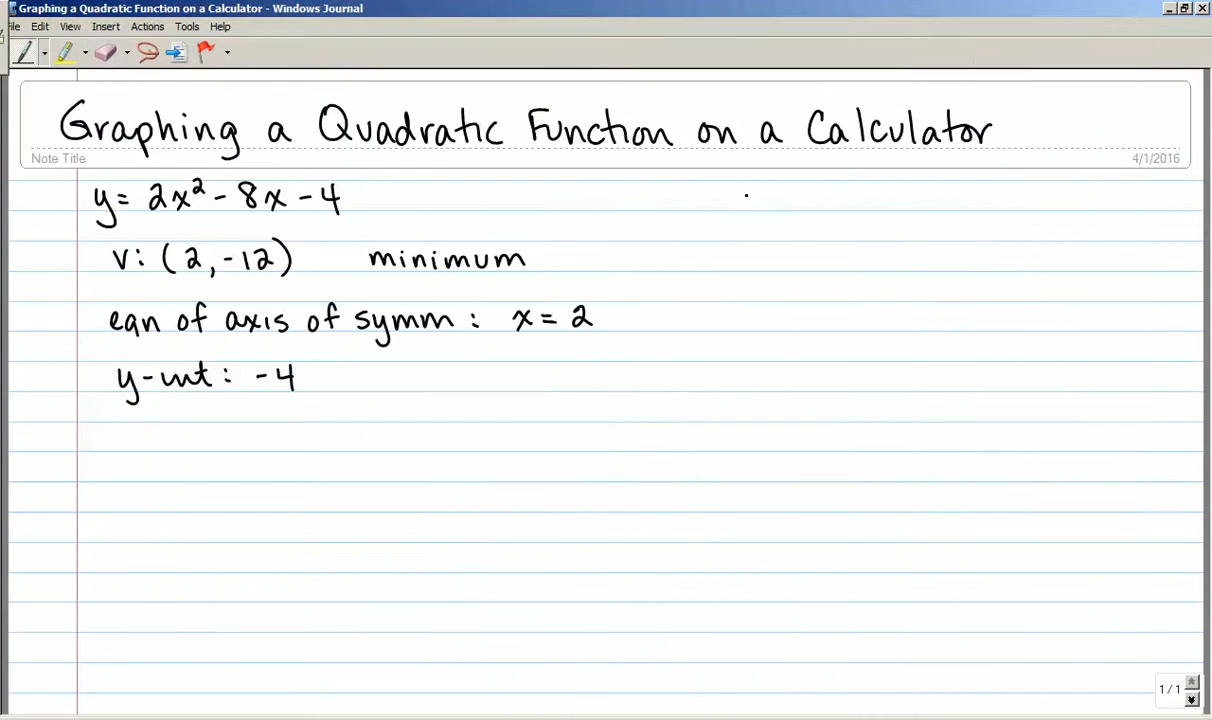 Graphing a Quadratic Function on a Calculator - Windows Journal
File Edit View Insert Actions Tools Help
Graphing a Quadratic Function on a Calculator
Note Title
4/1/2016
y = 2x² - 8x - 4
v: (2, -12) minimum
eqn of axis of symm: x = 2
y-int: -4
1 / 1